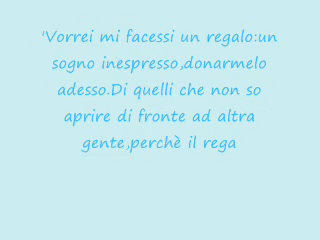 'Vorrei mi facessi un regalo:un
sogno inespresso,donarmelo
adesso.Di quelli che non so
aprire di fronte ad altra
gente,perchè il rega